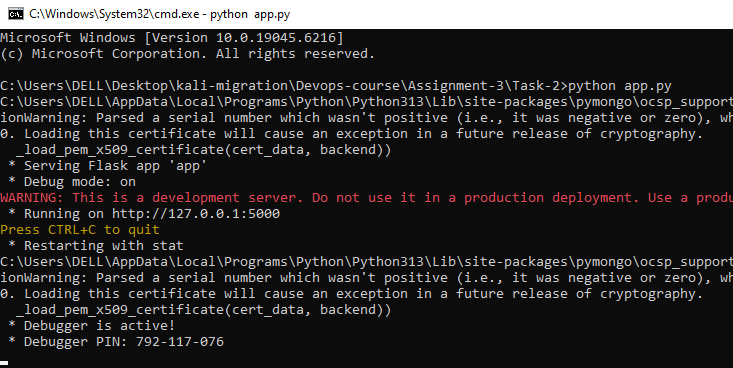 C:\Windows\System32\cmd.exe - python  app.py
Microsoft Windows [Version 10.0.19045.6216]
(c) Microsoft Corporation. All rights reserved.
C:\Users\DELL\Desktop\kali-migration\Devops-course\Assignment-3\Task-2>python app.py
C:\Users\DELL\AppData\Local\Programs\Python\Python313\Lib\site-packages\pymongo\ocsp_support
ionWarning: Parsed a serial number which wasn't positive (i.e., it was negative or zero), wh
0. Loading this certificate will cause an exception in a future release of cryptography.
  _load_pem_x509_certificate(cert_data, backend))
 * Serving Flask app 'app'
 * Debug mode: on
WARNING: This is a development server. Do not use it in a production deployment. Use a produ
 * Running on http://127.0.0.1:5000
Press CTRL+C to quit
 * Restarting with stat
C:\Users\DELL\AppData\Local\Programs\Python\Python313\Lib\site-packages\pymongo\ocsp_support
ionWarning: Parsed a serial number which wasn't positive (i.e., it was negative or zero), wh
0. Loading this certificate will cause an exception in a future release of cryptography.
  _load_pem_x509_certificate(cert_data, backend))
 * Debugger is active!
 * Debugger PIN: 792-117-076